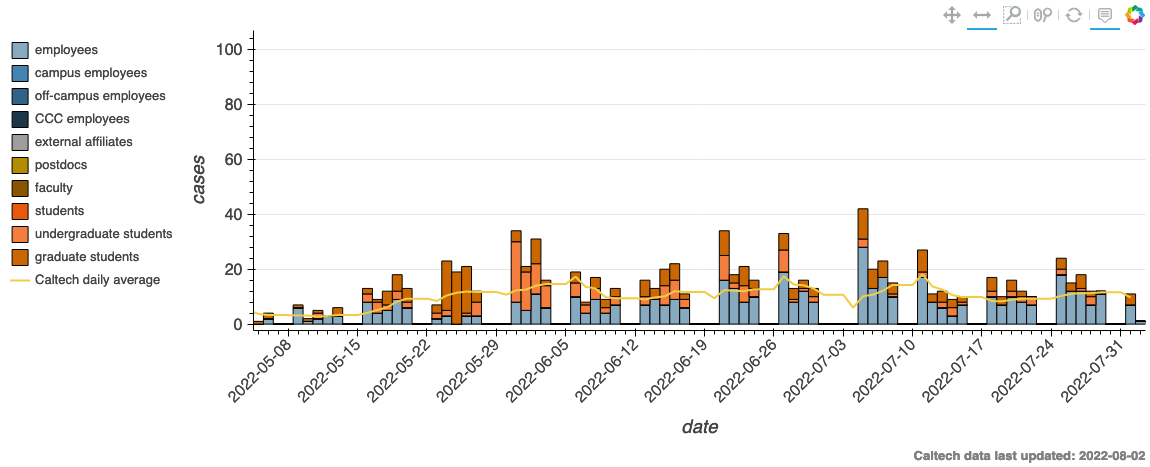 employees
campus employees
off-campus employees
CCC employees
external affiliates
postdocs
faculty
students
undergraduate students
graduate students
Caltech daily average
cases
100
80
60
40
20
0
2022-05-08
2022-05-15
2022-05-22
2022-05-29
2022-06-05
2022-06-12
2022-06-19
2022-06-26
2022-07-03
2022-07-10
2022-07-17
2022-07-24
2022-07-31
date
Caltech data last updated: 2022-08-02